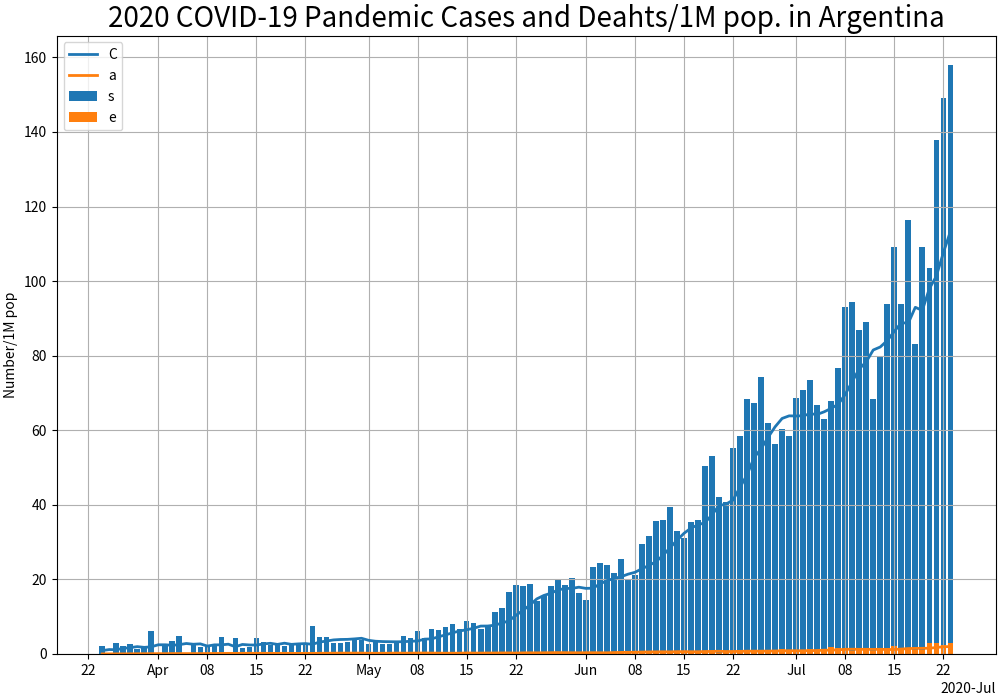 2020 COVID-19 Pandemic Cases and Deahts/1M pop. in Argentina
C
a
s
e
Number/1M pop
160
140
120
100
80
60
40
20
0
22 Apr 08 15 22 May 08 15 22 Jun 08 15 22 Jul 08 15 22
2020-Jul